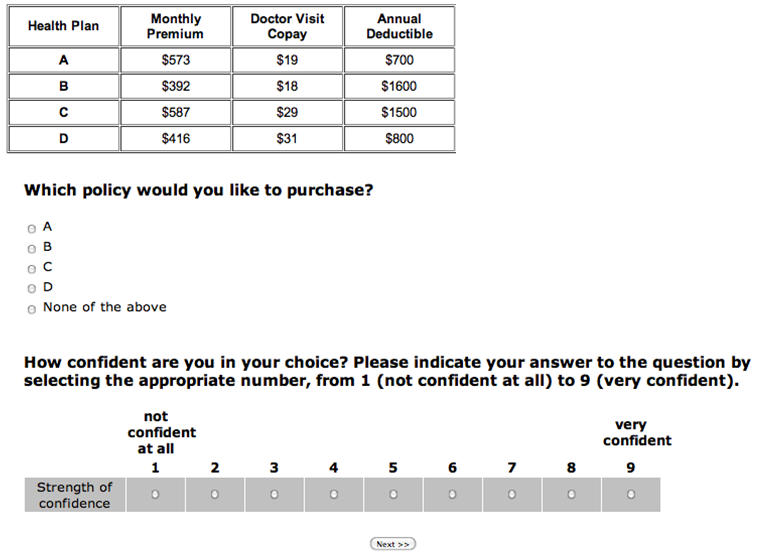 Health Plan Monthly Premium Doctor Visit Copay Annual Deductible
A $573 $19 $700
B $392 $18 $1600
C $587 $29 $1500
D $416 $31 $800
Which policy would you like to purchase?
A
B
C
D
None of the above
How confident are you in your choice? Please indicate your answer to the question by
selecting the appropriate number, from 1 (not confident at all) to 9 (very confident).
not
confident
at all
very
confident
1 2 3 4 5 6 7 8 9
Strength of
confidence
Next >>